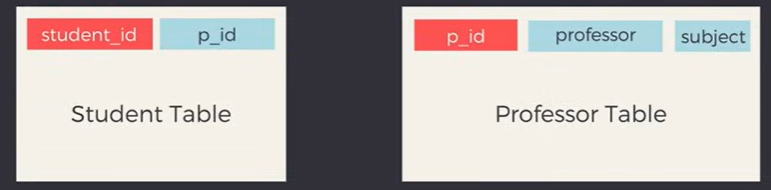 student_id p_id
Student Table
p_id professor subject
Professor Table